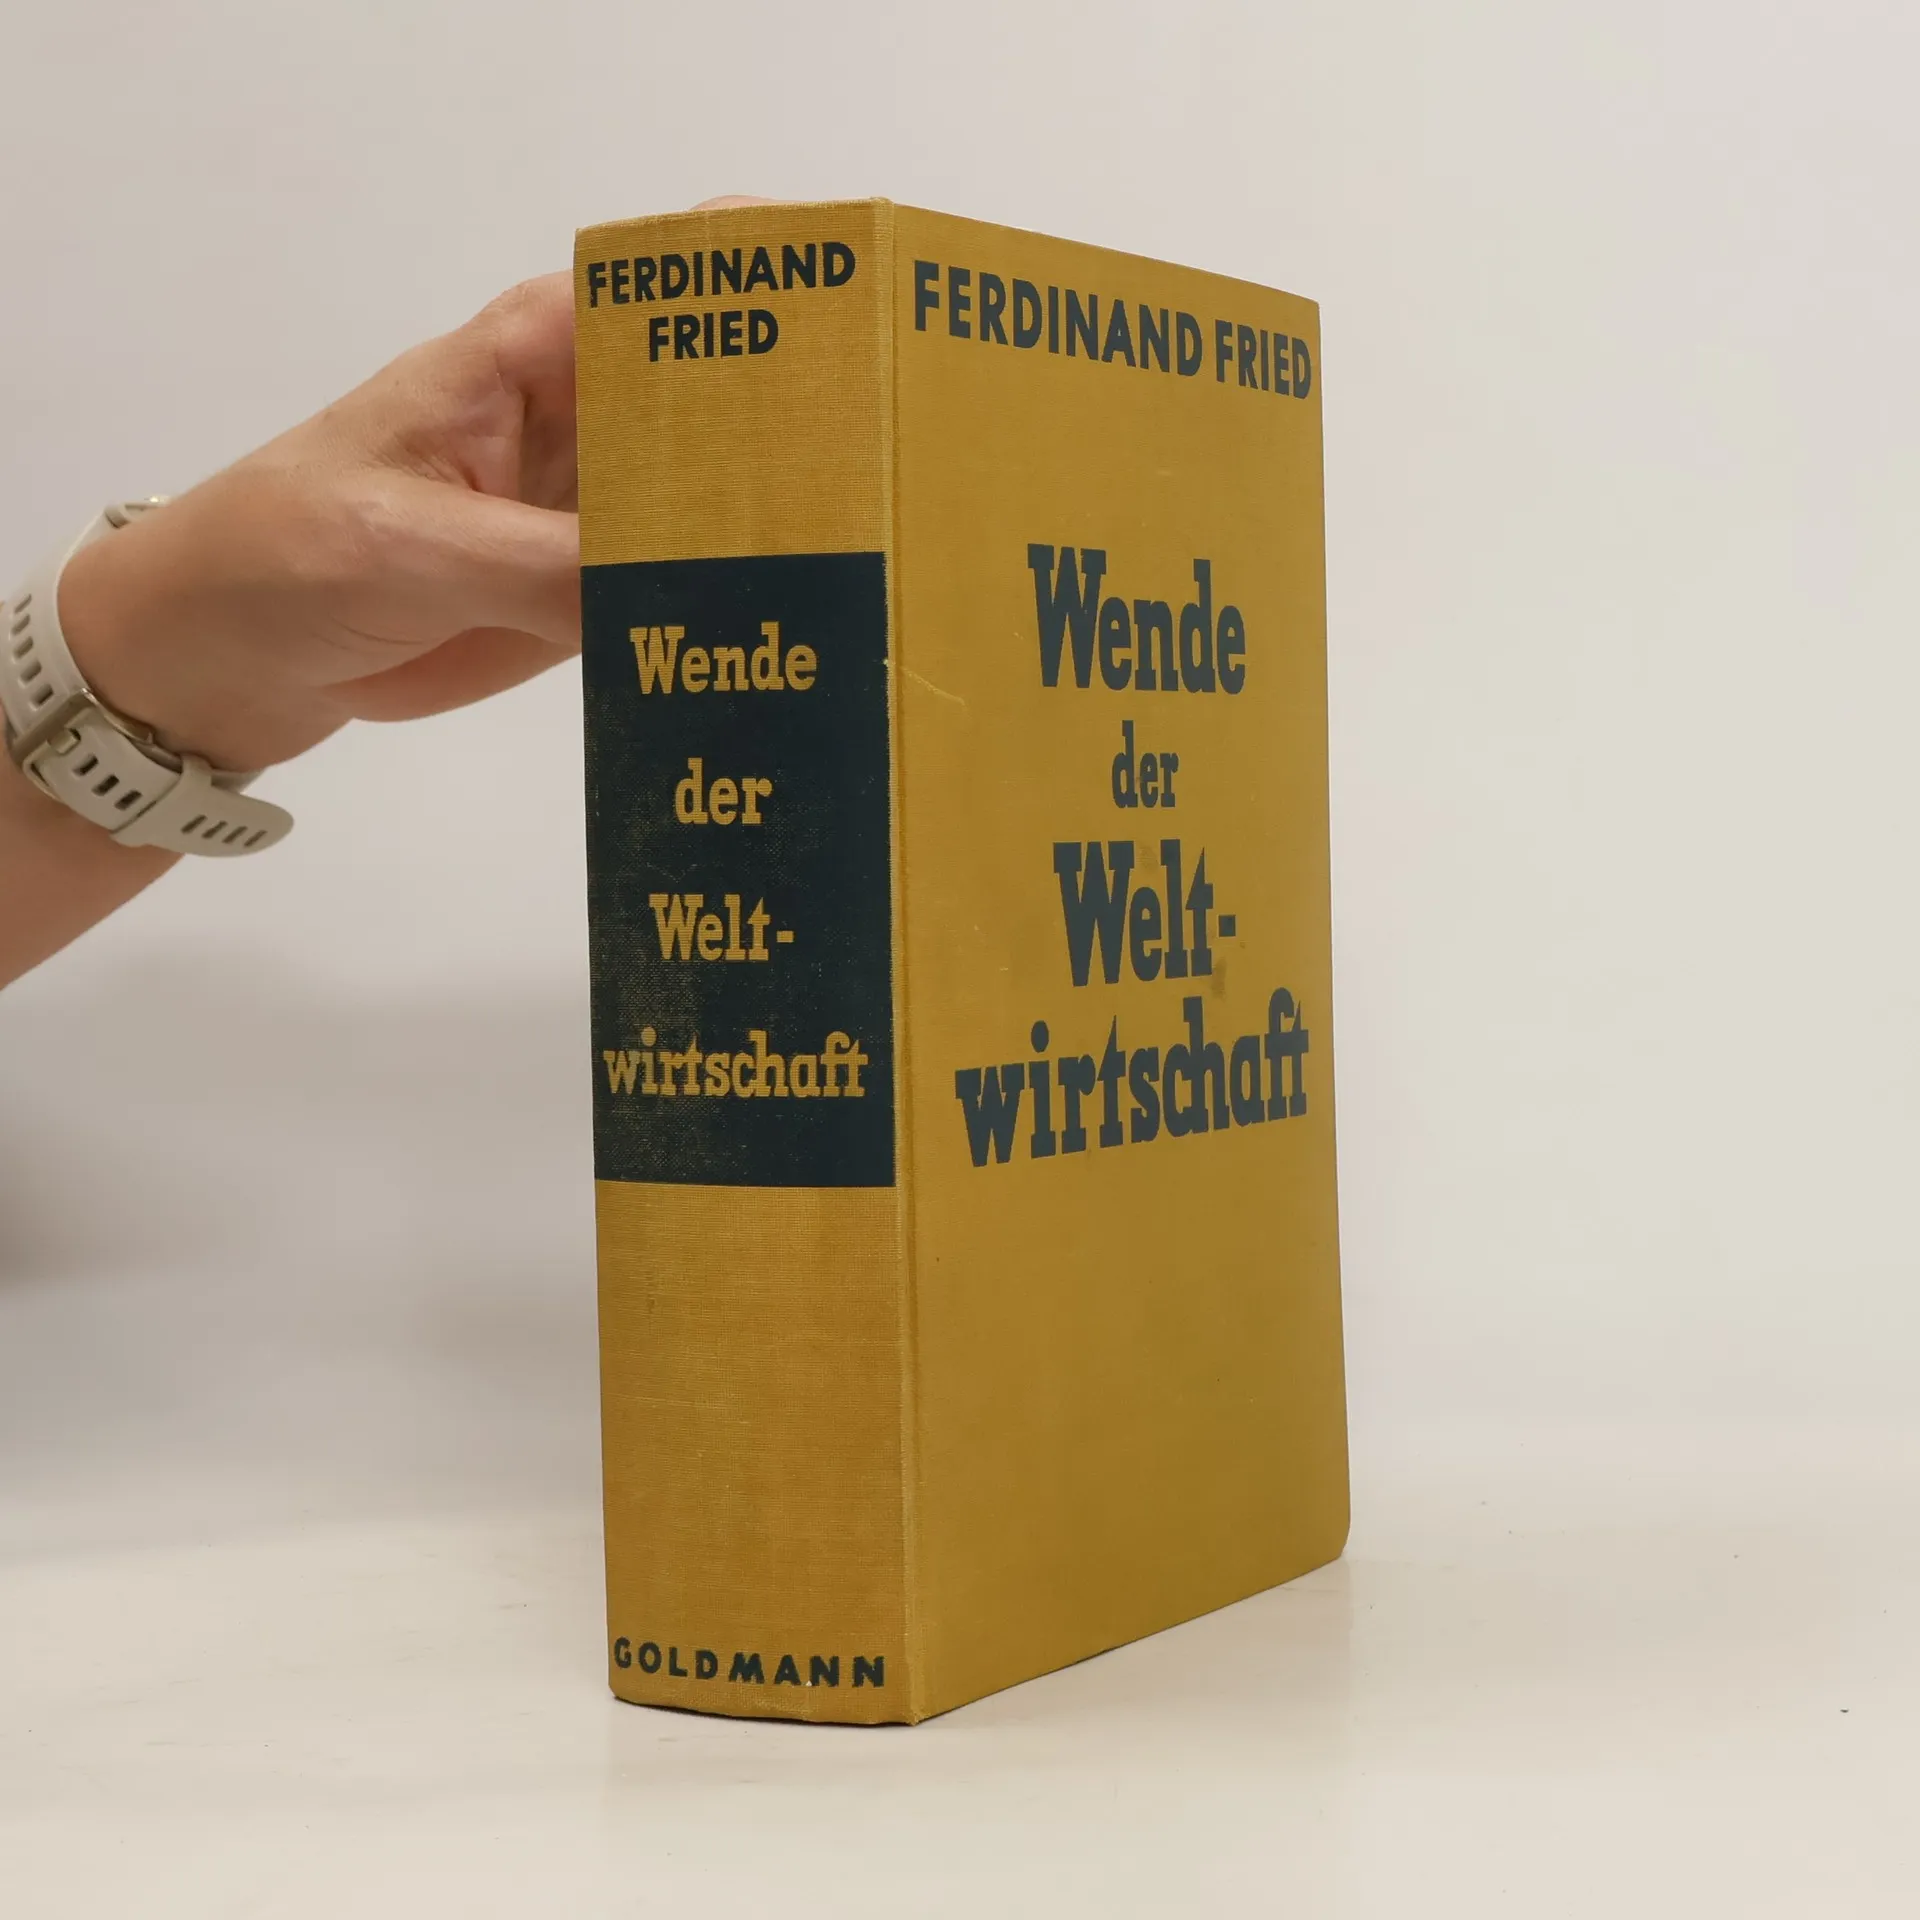 FERDINAND
FRIED
Wende
der
Welt-
wirtschaft
GOLDMANN
FERDINAND FRIED
Wende
der
Welt-
wirtschaft